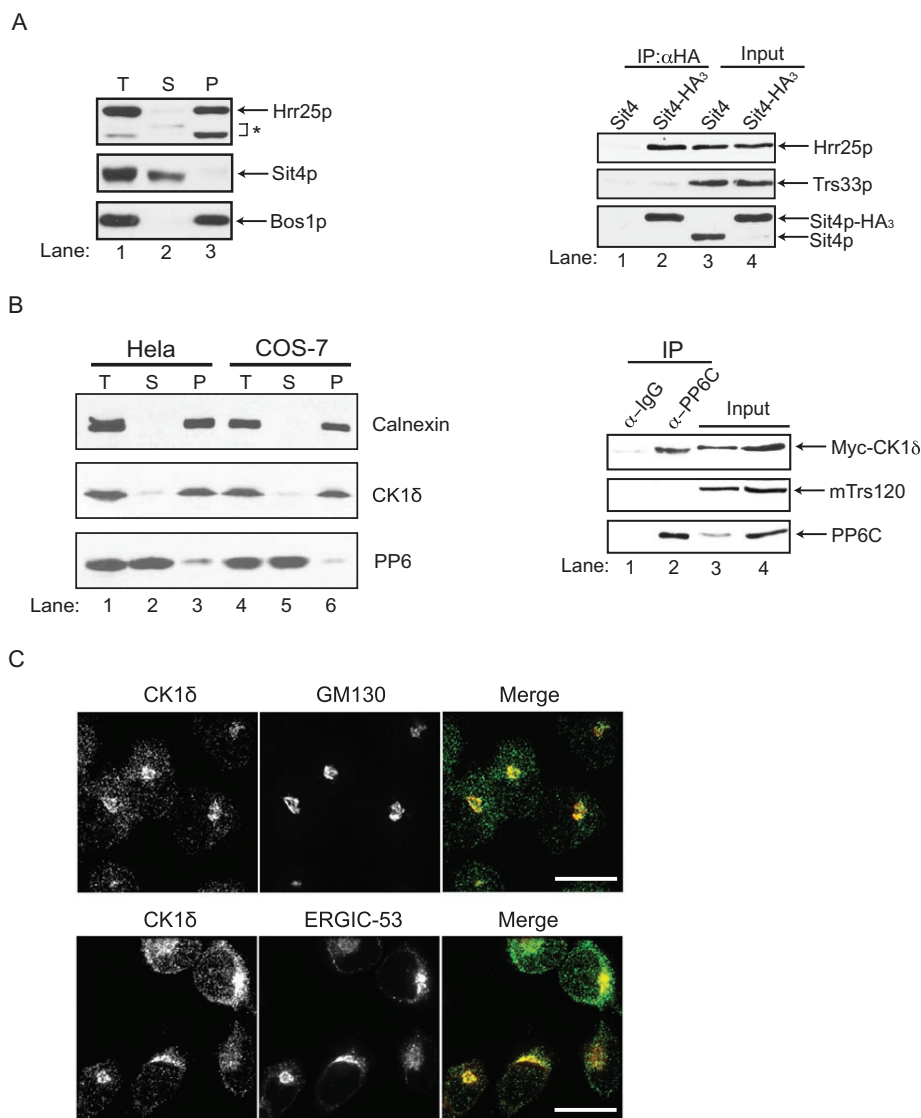 A
T S P
Hrr25p
*
Sit4p
Bos1p
Lane: 1 2 3
IP:αHA Input
Sit4 Sit4-HA3 Sit4 Sit4-HA3
Hrr25p
Trs33p
Sit4p-HA3
Sit4p
Lane: 1 2 3 4
B
Hela COS-7
T S P T S P
Calnexin
CK1δ
PP6
Lane: 1 2 3 4 5 6
IP
α–IgG α–PP6C Input
Myc-CK1δ
mTrs120
PP6C
Lane: 1 2 3 4
C
CK1δ GM130 Merge
CK1δ ERGIC-53 Merge